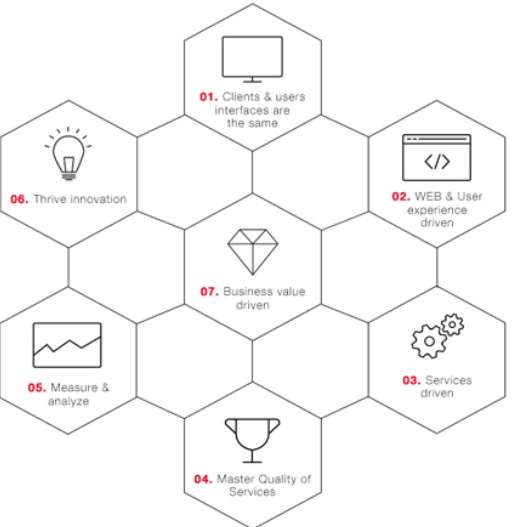 01. Clients & users
interfaces are
the same
</>
02. WEB & User
experience
driven
06. Thrive innovation
07. Business value
driven
03. Services
driven
05. Measure &
analyze
04. Master Quality of
Services